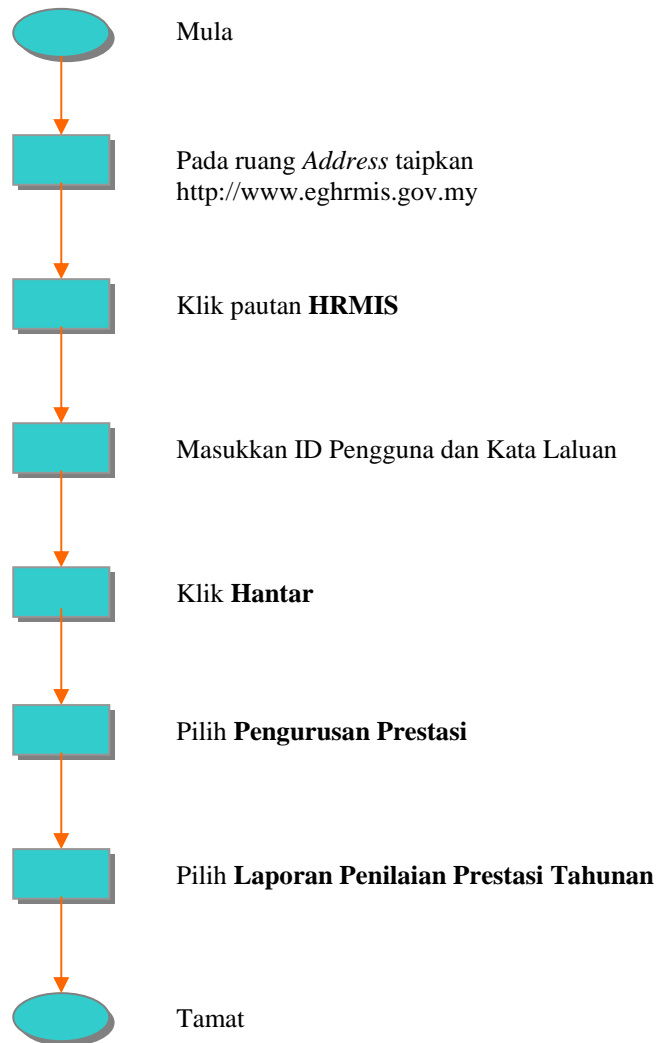 Mula
Pada ruang Address taipkan
http://www.eghrmis.gov.my
Klik pautan HRMIS
Masukkan ID Pengguna dan Kata Laluan
Klik Hantar
Pilih Pengurusan Prestasi
Pilih Laporan Penilaian Prestasi Tahunan
Tamat